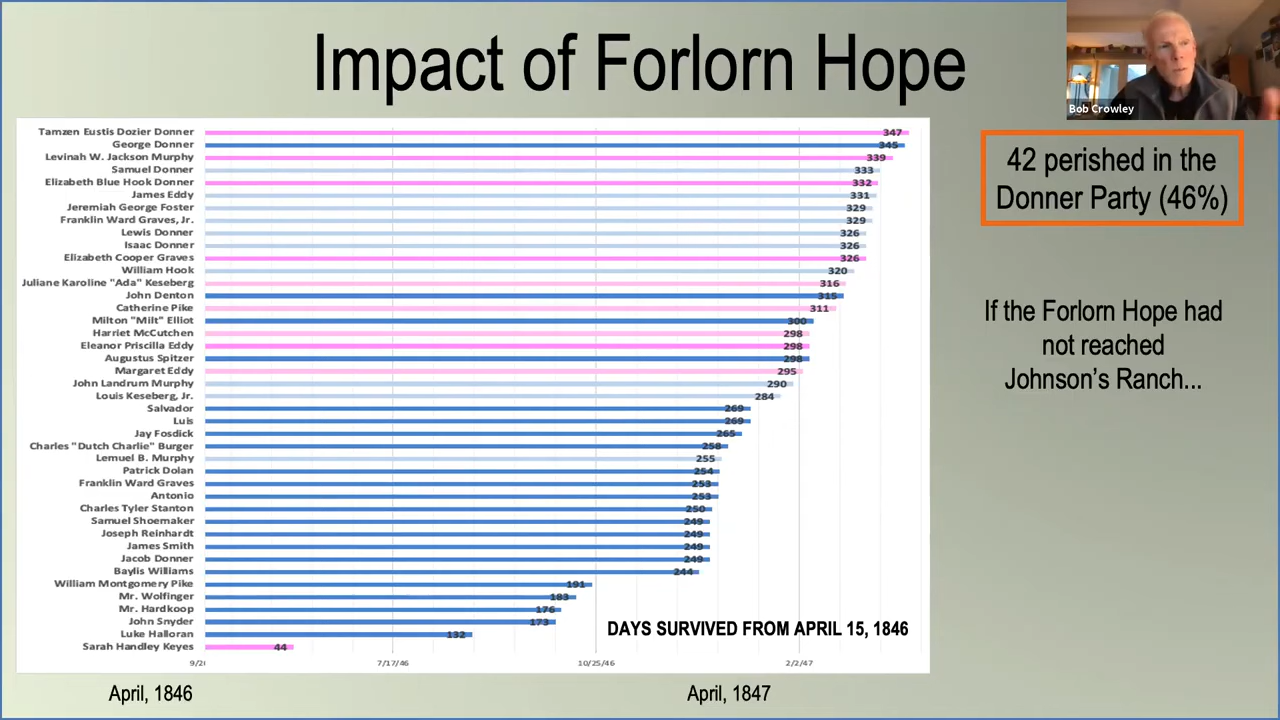 Impact of Forlorn Hope
Bob Crowley
Tamzen Eustis Dozier Donner 347
George Donner 345
Levinah W. Jackson Murphy 339
Samuel Donner 333
Elizabeth Blue Hook Donner 332
James Eddy 331
Jeremiah George Foster 329
Franklin Ward Graves, Jr. 329
Lewis Donner 326
Isaac Donner 326
Elizabeth Cooper Graves 326
William Hook 320
Juliane Karoline "Ada" Keseberg 316
John Denton 315
Catherine Pike 311
Milton "Milt" Elliot 300
Harriet McCutchen 298
Eleanor Priscilla Eddy 298
Augustus Spitzer 298
Margaret Eddy 295
John Landrum Murphy 290
Louis Keseberg, Jr. 284
Salvador 269
Luis 269
Jay Fosdick 265
Charles "Dutch Charlie" Burger 258
Lemuel B. Murphy 255
Patrick Dolan 254
Franklin Ward Graves 253
Antonio 253
Charles Tyler Stanton 250
Samuel Shoemaker 249
Joseph Reinhardt 249
James Smith 249
Jacob Donner 249
Baylis Williams 244
William Montgomery Pike 191
Mr. Wolfinger 183
Mr. Hardkoop 176
John Snyder 173
Luke Halloran 132
Sarah Handley Keyes 44
DAYS SURVIVED FROM APRIL 15, 1846
7/17/46 10/25/46 2/2/47
April, 1846 April, 1847
42 perished in the
Donner Party (46%)
If the Forlorn Hope had
not reached
Johnson's Ranch...